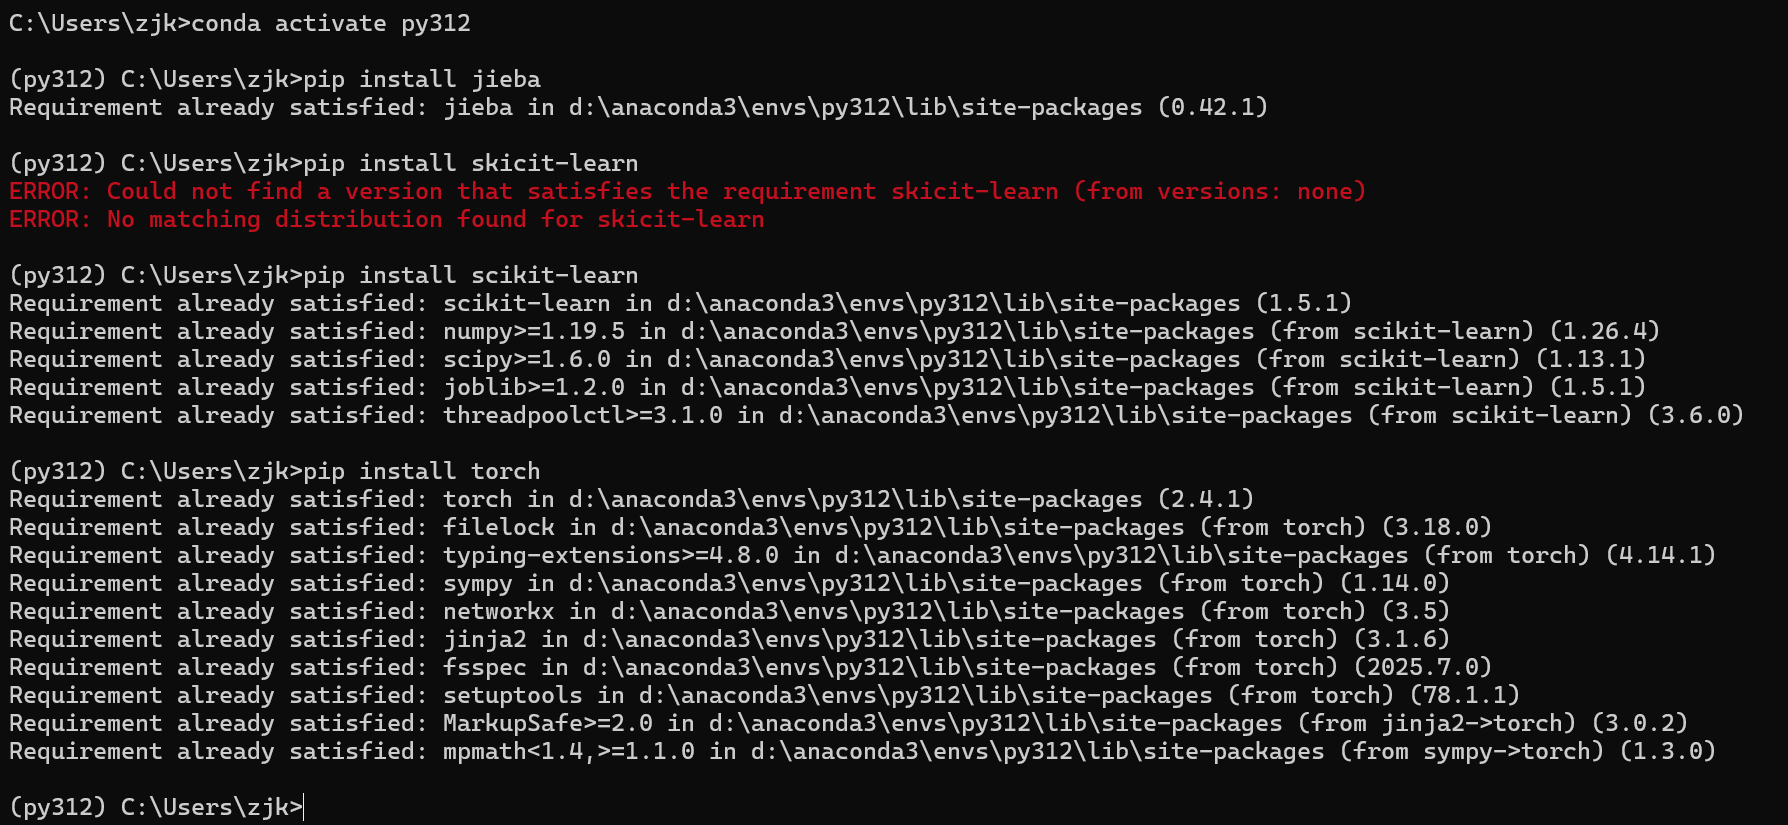 C:\Users\zjk>conda activate py312
(py312) C:\Users\zjk>pip install jieba
Requirement already satisfied: jieba in d:\anaconda3\envs\py312\lib\site-packages (0.42.1)
(py312) C:\Users\zjk>pip install skicit-learn
ERROR: Could not find a version that satisfies the requirement skicit-learn (from versions: none)
ERROR: No matching distribution found for skicit-learn
(py312) C:\Users\zjk>pip install scikit-learn
Requirement already satisfied: scikit-learn in d:\anaconda3\envs\py312\lib\site-packages (1.5.1)
Requirement already satisfied: numpy>=1.19.5 in d:\anaconda3\envs\py312\lib\site-packages (from scikit-learn) (1.26.4)
Requirement already satisfied: scipy>=1.6.0 in d:\anaconda3\envs\py312\lib\site-packages (from scikit-learn) (1.13.1)
Requirement already satisfied: joblib>=1.2.0 in d:\anaconda3\envs\py312\lib\site-packages (from scikit-learn) (1.5.1)
Requirement already satisfied: threadpoolctl>=3.1.0 in d:\anaconda3\envs\py312\lib\site-packages (from scikit-learn) (3.6.0)
(py312) C:\Users\zjk>pip install torch
Requirement already satisfied: torch in d:\anaconda3\envs\py312\lib\site-packages (2.4.1)
Requirement already satisfied: filelock in d:\anaconda3\envs\py312\lib\site-packages (from torch) (3.18.0)
Requirement already satisfied: typing-extensions>=4.8.0 in d:\anaconda3\envs\py312\lib\site-packages (from torch) (4.14.1)
Requirement already satisfied: sympy in d:\anaconda3\envs\py312\lib\site-packages (from torch) (1.14.0)
Requirement already satisfied: networkx in d:\anaconda3\envs\py312\lib\site-packages (from torch) (3.5)
Requirement already satisfied: jinja2 in d:\anaconda3\envs\py312\lib\site-packages (from torch) (3.1.6)
Requirement already satisfied: fsspec in d:\anaconda3\envs\py312\lib\site-packages (from torch) (2025.7.0)
Requirement already satisfied: setuptools in d:\anaconda3\envs\py312\lib\site-packages (from torch) (78.1.1)
Requirement already satisfied: MarkupSafe>=2.0 in d:\anaconda3\envs\py312\lib\site-packages (from jinja2->torch) (3.0.2)
Requirement already satisfied: mpmath<1.4,>=1.1.0 in d:\anaconda3\envs\py312\lib\site-packages (from sympy->torch) (1.3.0)
(py312) C:\Users\zjk>